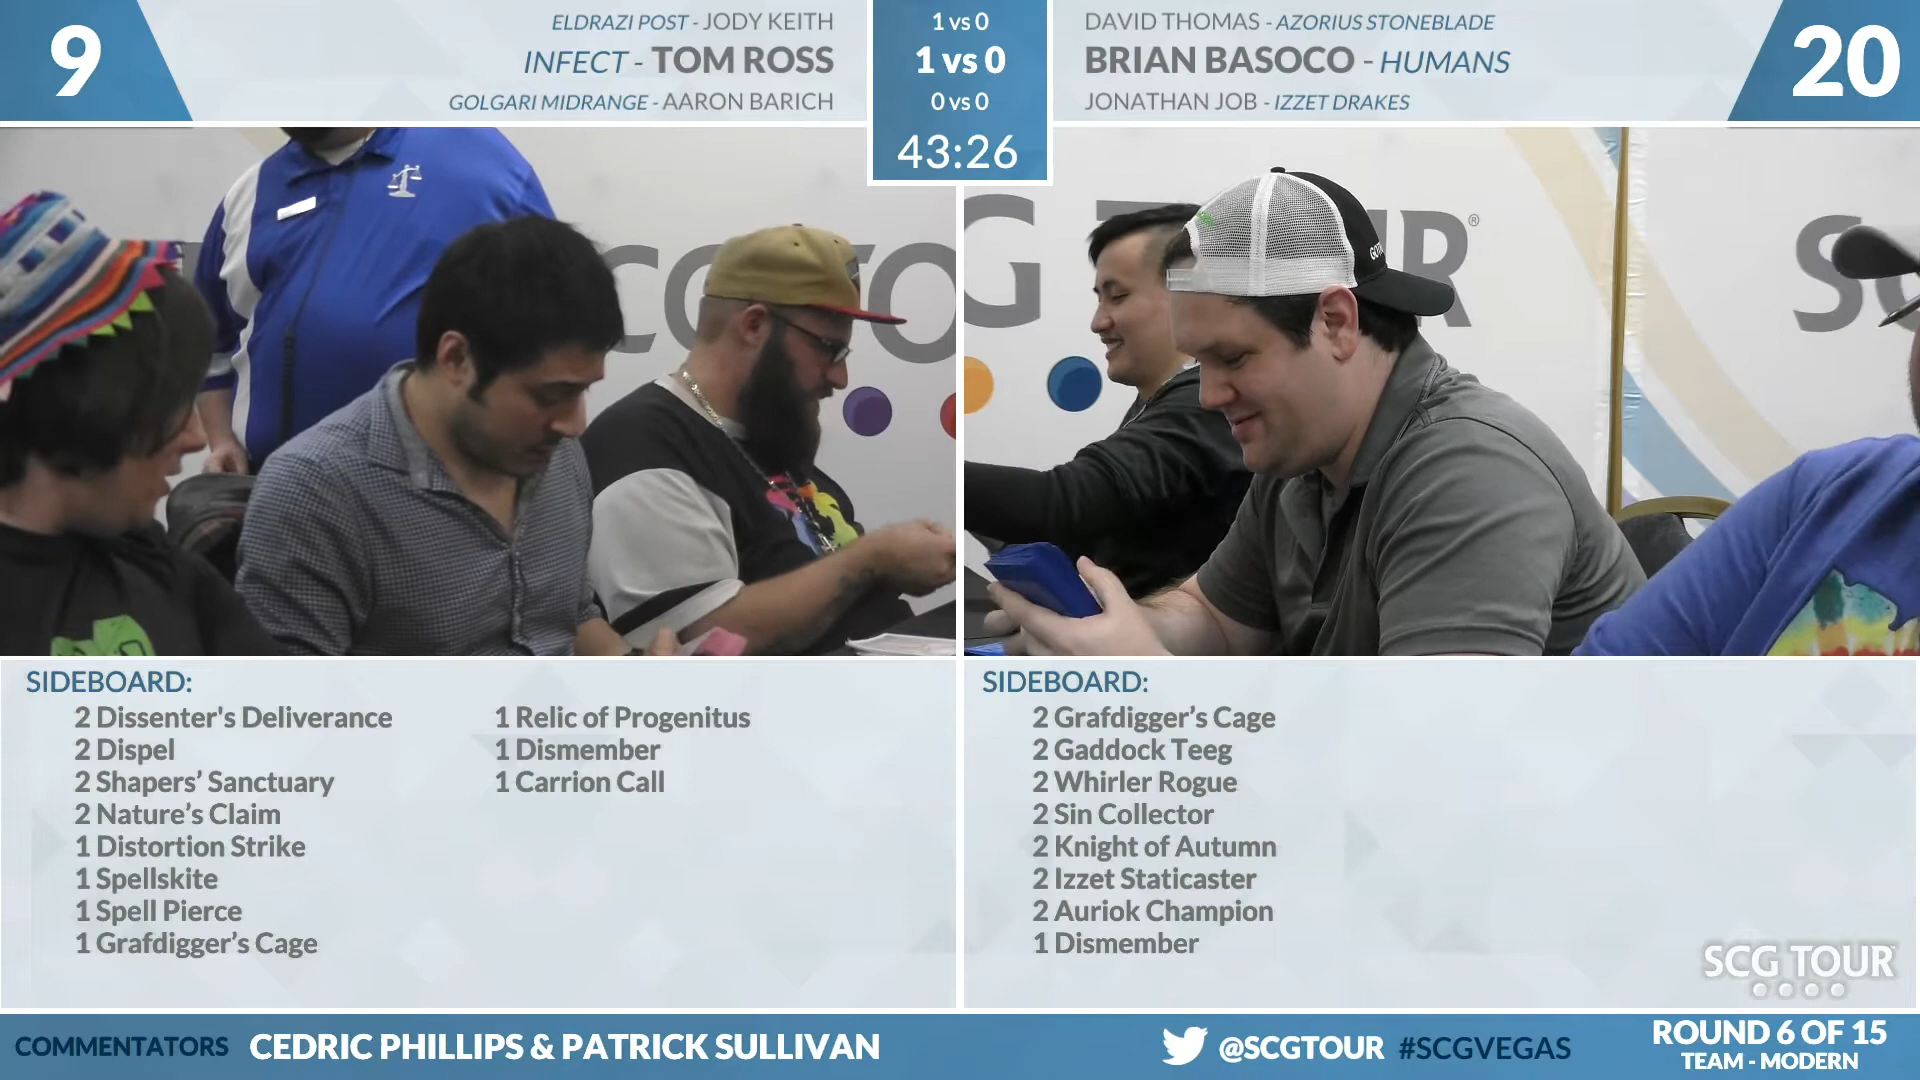 9
ELDRAZI POST - JODY KEITH
INFECT - TOM ROSS
GOLGARI MIDRANGE - AARON BARICH
1 vs 0
1 vs 0
0 vs 0
43:26
DAVID THOMAS - AZORIUS STONEBLADE
BRIAN BASOCO - HUMANS
JONATHAN JOB - IZZET DRAKES
20
SIDEBOARD:
2 Dissenter's Deliverance
2 Dispel
2 Shapers’ Sanctuary
2 Nature’s Claim
1 Distortion Strike
1 Spellskite
1 Spell Pierce
1 Grafdigger’s Cage
1 Relic of Progenitus
1 Dismember
1 Carrion Call
SIDEBOARD:
2 Grafdigger’s Cage
2 Gaddock Teeg
2 Whirler Rogue
2 Sin Collector
2 Knight of Autumn
2 Izzet Staticaster
2 Auriok Champion
1 Dismember
SCG TOUR
COMMENTATORS CEDRIC PHILLIPS & PATRICK SULLIVAN
@SCGTOUR #SCGVEGAS
ROUND 6 OF 15
TEAM - MODERN